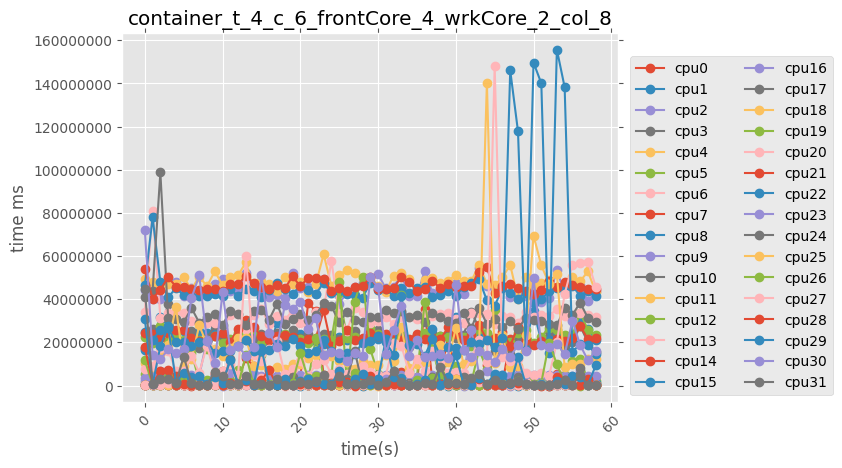 container_t_4_c_6_frontCore_4_wrkCore_2_col_8
160000000
140000000
120000000
100000000
80000000
60000000
40000000
20000000
0
time ms
0 10 20 30 40 50 60
time(s)
cpu0 cpu16
cpu1 cpu17
cpu2 cpu18
cpu3 cpu19
cpu4 cpu20
cpu5 cpu21
cpu6 cpu22
cpu7 cpu23
cpu8 cpu24
cpu9 cpu25
cpu10 cpu26
cpu11 cpu27
cpu12 cpu28
cpu13 cpu29
cpu14 cpu30
cpu15 cpu31